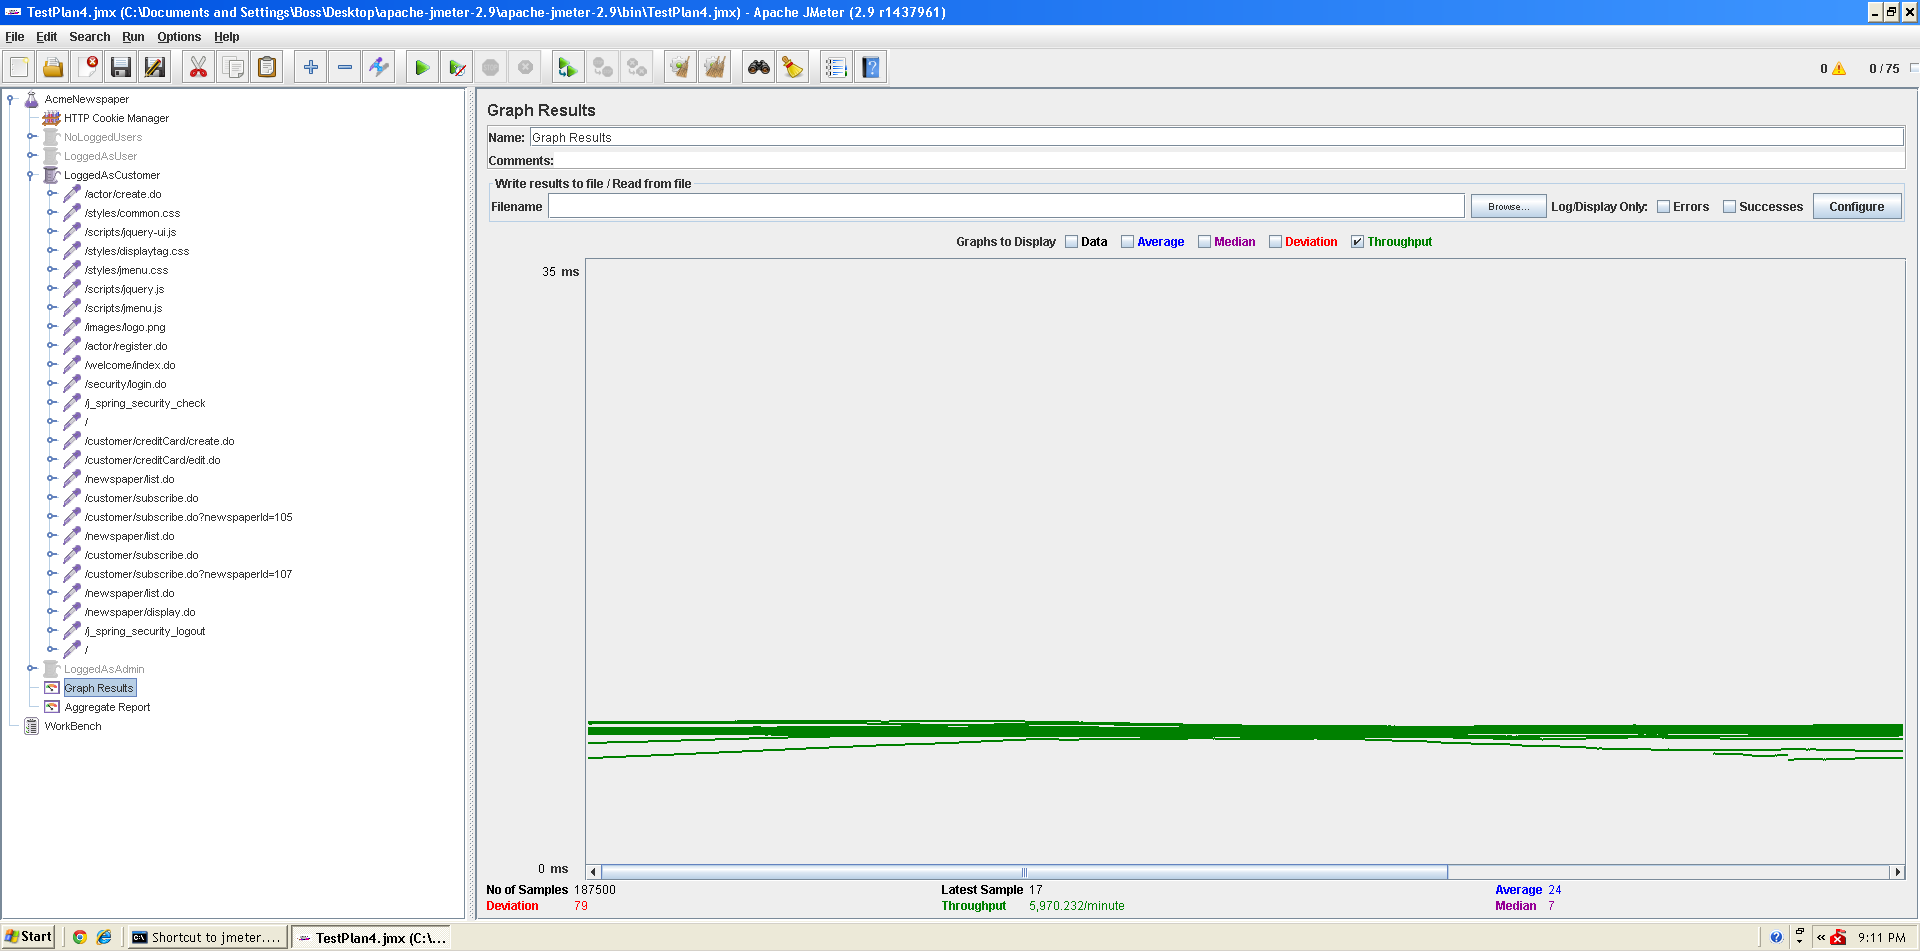 TestPlan4.jmx (C:\Documents and Settings\Boss\Desktop\apache-jmeter-2.9\apache-jmeter-2.9\bin\TestPlan4.jmx) - Apache JMeter (2.9 r1437961)
File Edit Search Run Options Help
0 0 / 75
AcmeNewspaper
HTTP Cookie Manager
NoLoggedUsers
LoggedAsUser
LoggedAsCustomer
/actor/create.do
/styles/common.css
/scripts/jquery-ui.js
/styles/displaytag.css
/styles/jmenu.css
/scripts/jquery.js
/scripts/jmenu.js
/images/logo.png
/actor/register.do
/welcome/index.do
/security/login.do
/j_spring_security_check
/
/customer/creditCard/create.do
/customer/creditCard/edit.do
/newspaper/list.do
/customer/subscribe.do
/customer/subscribe.do?newspaperId=105
/newspaper/list.do
/customer/subscribe.do
/customer/subscribe.do?newspaperId=107
/newspaper/list.do
/newspaper/display.do
/j_spring_security_logout
/
LoggedAsAdmin
Graph Results
Aggregate Report
WorkBench
Graph Results
Name: Graph Results
Comments:
Write results to file / Read from file
Filename Browse... Log/Display Only: Errors Successes Configure
Graphs to Display Data Average Median Deviation Throughput
35 ms
0 ms
No of Samples 187500 Latest Sample 17 Average 24
Deviation 79 Throughput 5,970.232/minute Median 7
Start Shortcut to jmeter.... TestPlan4.jmx (C:\... 9:11 PM